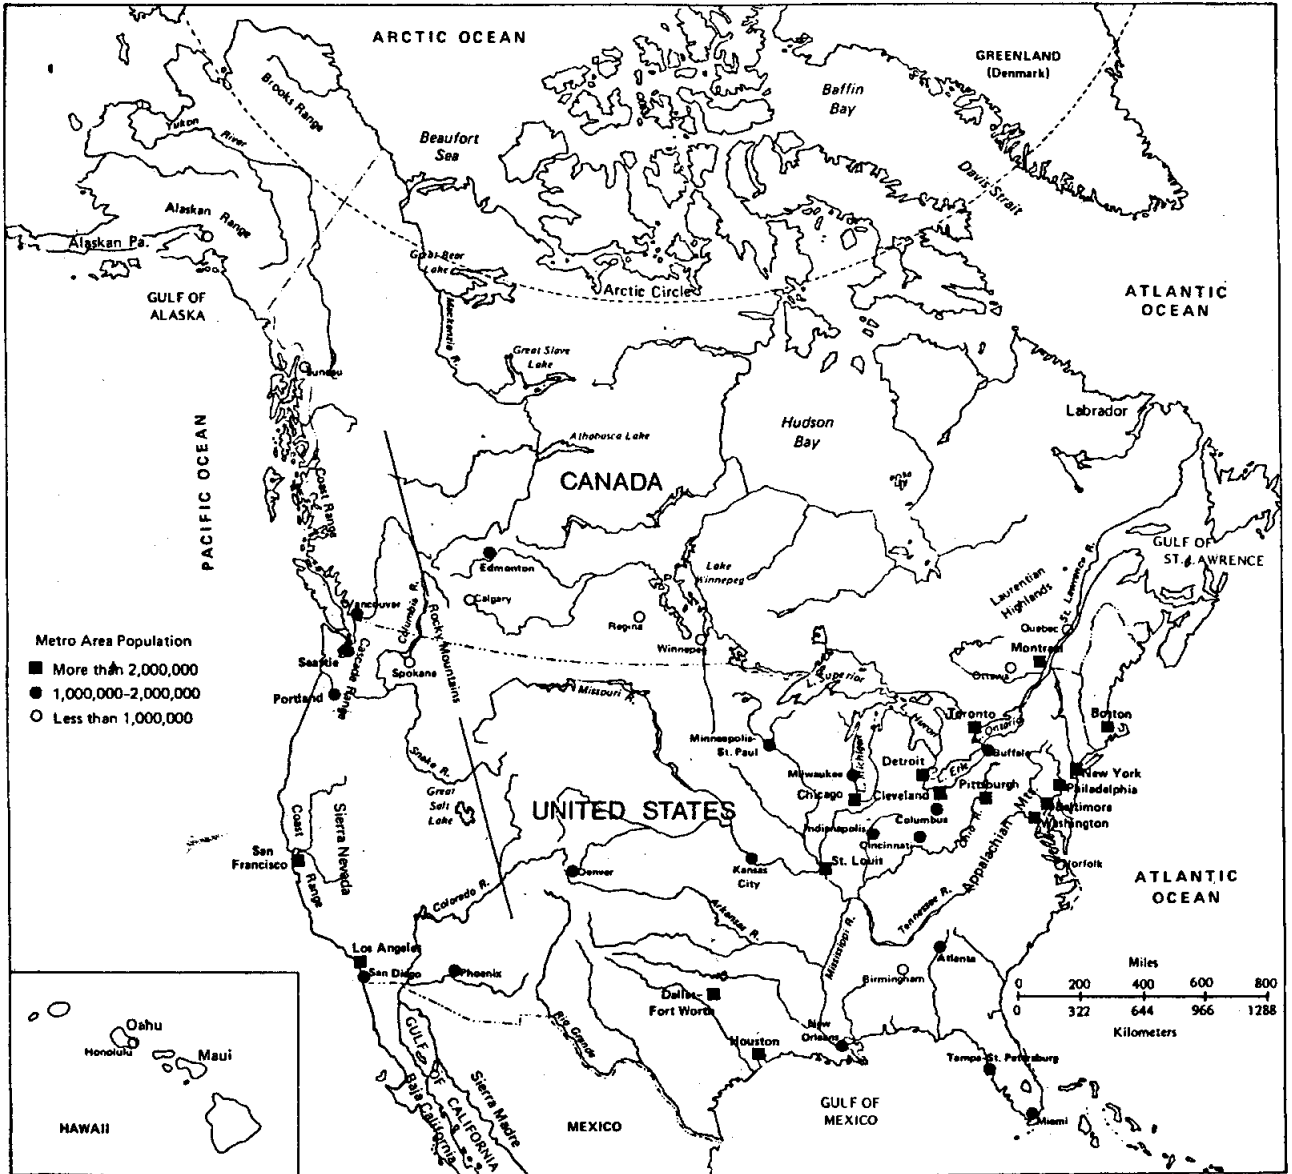 ARCTIC OCEAN
GREENLAND
(Denmark)
Brooks Range
Baffin
Bay
Yukon
River
Beaufort
Sea
Davis Strait
Alaskan
Range
Alaskan Pa.
Great Bear
Lake
Arctic Circle
GULF OF
ALASKA
ATLANTIC
OCEAN
Mackenzie R.
Great Slave
Lake
Juneau
Labrador
Hudson
Bay
PACIFIC OCEAN
Athabasca Lake
CANADA
Coast Range
GULF OF
ST. LAWRENCE
Edmonton
Lake
Winnepeg
Laurentian
Highlands
St. Lawrence R.
Calgary
Vancouver
Columbia R.
Rocky Mountains
Regina
Winnepeg
Quebec
Montreal
Ottawa
Metro Area Population
More than 2,000,000
1,000,000-2,000,000
Less than 1,000,000
Seattle
Cascade Range
Spokane
Portland
Missouri R.
L. Superior
Toronto
Ontario
Boston
Huron
Minneapolis-
St. Paul
L. Michigan
Buffalo
Snake R.
Milwaukee
Detroit
Erie
New York
Chicago
Cleveland
Pittsburgh
Philadelphia
Great
Salt
Lake
UNITED STATES
Columbus
Baltimore
Washington
Indianapolis
Cincinnati
Ohio R.
Appalachian Mts.
Coast
Range
Sierra Nevada
San
Francisco
St. Louis
Norfolk
Denver
Kansas
City
Colorado R.
Arkansas R.
Mississippi R.
Tennessee R.
ATLANTIC
OCEAN
Los Angeles
San Diego
Phoenix
Atlanta
Birmingham
Miles
0 200 400 600 800
0 322 644 966 1288
Kilometers
Dallas-
Fort Worth
Oahu
Honolulu
Maui
Rio Grande
Houston
New
Orleans
Tampa-St. Petersburg
GULF
OF
CALIFORNIA
Baja California
Sierra Madre
GULF OF
MEXICO
Miami
HAWAII
MEXICO